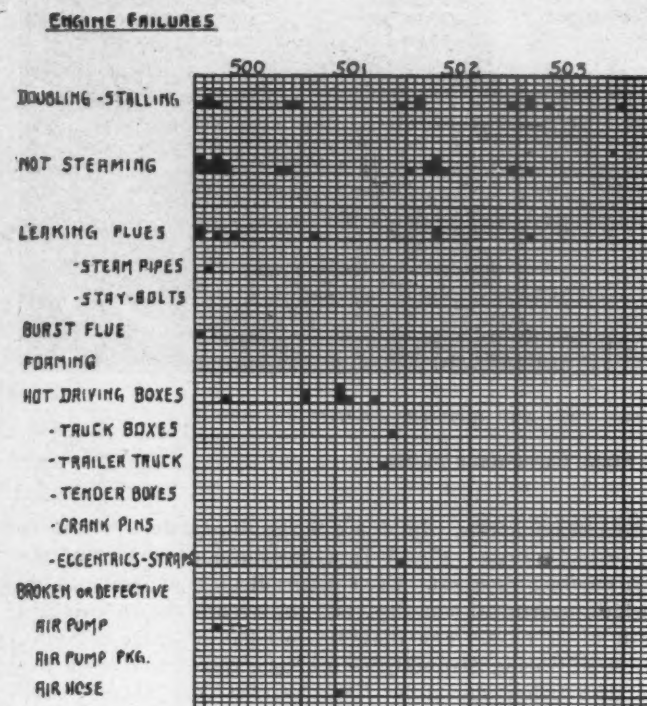 ENGINE FAILURES
500 501 502 503
DOUBLING-STALLING
NOT STEAMING
LEAKING FLUES
-STEAM PIPES
-STAY-BOLTS
BURST FLUE
FOAMING
HOT DRIVING BOXES
-TRUCK BOXES
-TRAILER TRUCK
-TENDER BOXES
-CRANK PINS
-ECCENTRICS-STRAPS
BROKEN OR DEFECTIVE
AIR PUMP
AIR PUMP PKG.
AIR HOSE